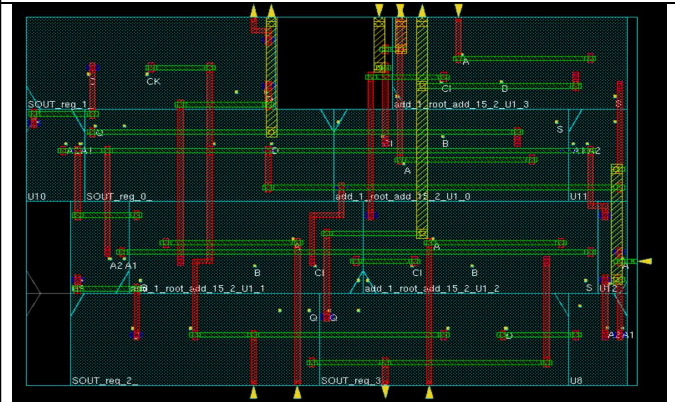 A
CK
CI D
SOUT_reg_1_ add_1_root_add_15_2_U1_3 S
Q S
D CI B
A1 A2
A
U10 SOUT_reg_0_ add_1_root_add_15_2_U1_0 U11
A A
A2 A1 B CI CI B A
add_1_root_add_15_2_U1_1 add_1_root_add_15_2_U1_2 S U12
Q Q
D A2 A1
SOUT_reg_2_ SOUT_reg_3_ U8